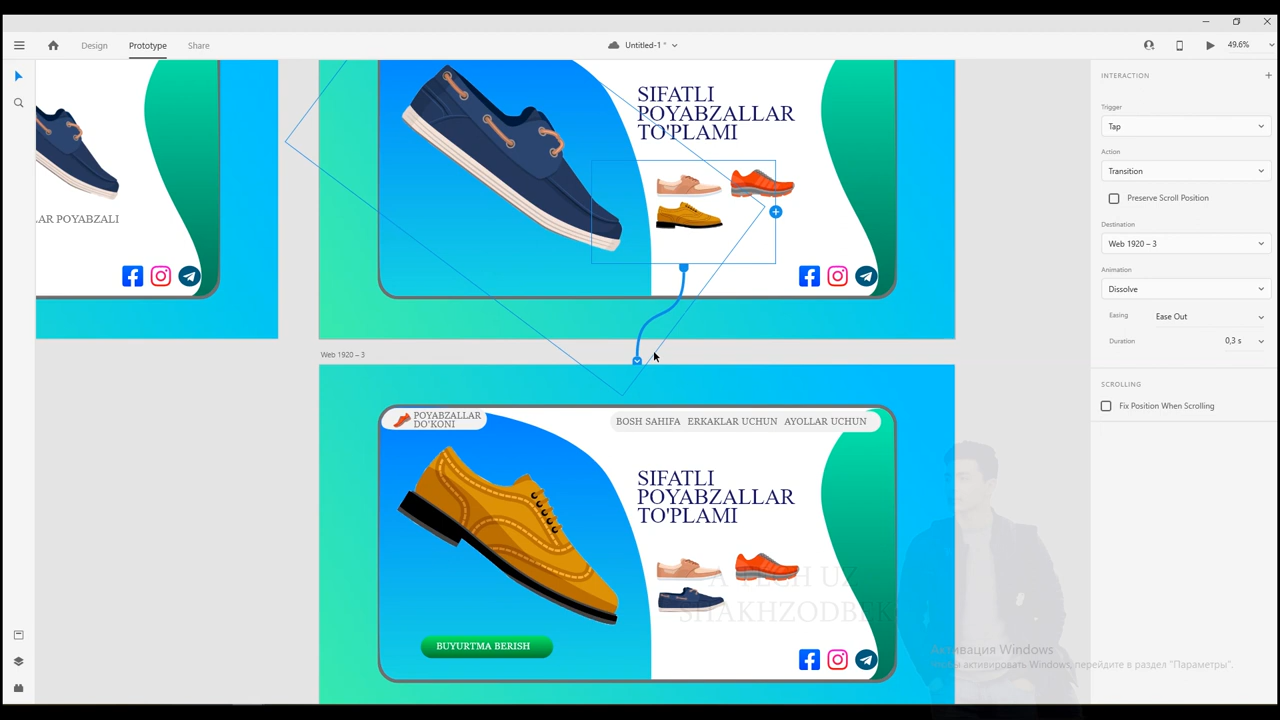 Design
Prototype
Share
Untitled-1 *
49.6%
SIFATLI
POYABZALLAR
TO'PLAMI
LAR POYABZALI
INTERACTION
Trigger
Tap
Action
Transition
Preserve Scroll Position
Destination
Web 1920 – 3
Animation
Dissolve
Easing
Ease Out
Duration
0,3 s
SCROLLING
Fix Position When Scrolling
Web 1920 – 3
POYABZALLAR
DO'KONI
BOSH SAHIFA ERKAKLAR UCHUN AYOLLAR UCHUN
SIFATLI
POYABZALLAR
TO'PLAMI
A TECH UZ
SHAKHZODBEK
BUYURTMA BERISH
Активация Windows
Чтобы активировать Windows, перейдите в раздел "Параметры".